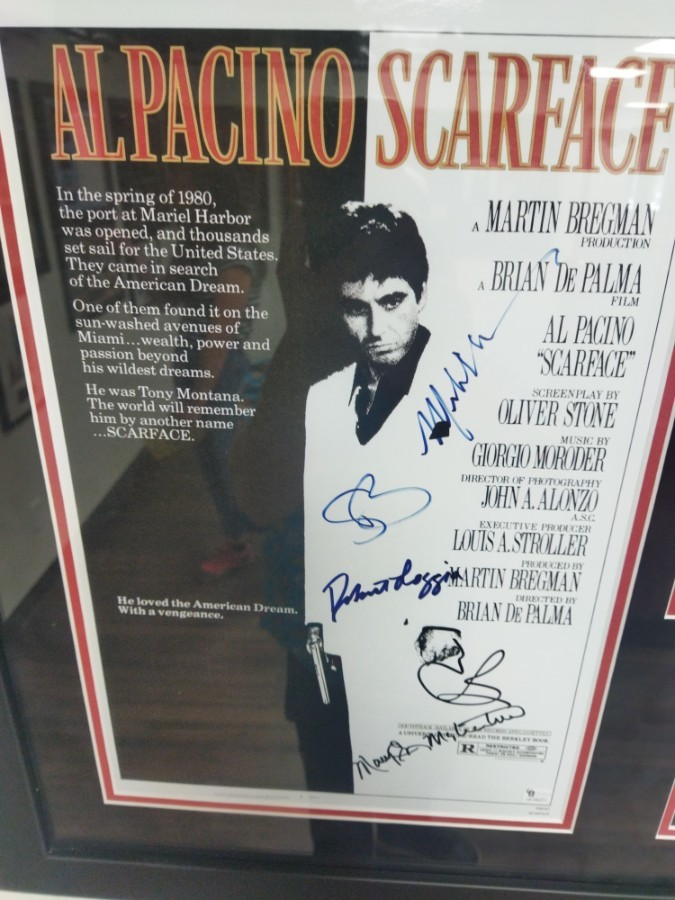 AL PACINO SCARFACE
In the spring of 1980,
the port at Mariel Harbor
was opened, and thousands
set sail for the United States.
They came in search
of the American Dream.
One of them found it on the
sun-washed avenues of
Miami...wealth, power and
passion beyond
his wildest dreams.
He was Tony Montana.
The world will remember
him by another name
...SCARFACE.
He loved the American Dream.
With a vengeance.
A MARTIN BREGMAN
PRODUCTION
A BRIAN DE PALMA
FILM
AL PACINO
"SCARFACE"
SCREENPLAY BY
OLIVER STONE
MUSIC BY
GIORGIO MORODER
DIRECTOR OF PHOTOGRAPHY
JOHN A. ALONZO
A.S.C.
EXECUTIVE PRODUCER
LOUIS A. STROLLER
PRODUCED BY
MARTIN BREGMAN
DIRECTED BY
BRIAN DE PALMA
Robert Loggia
READ THE BERKLEY BOOK
R RESTRICTED